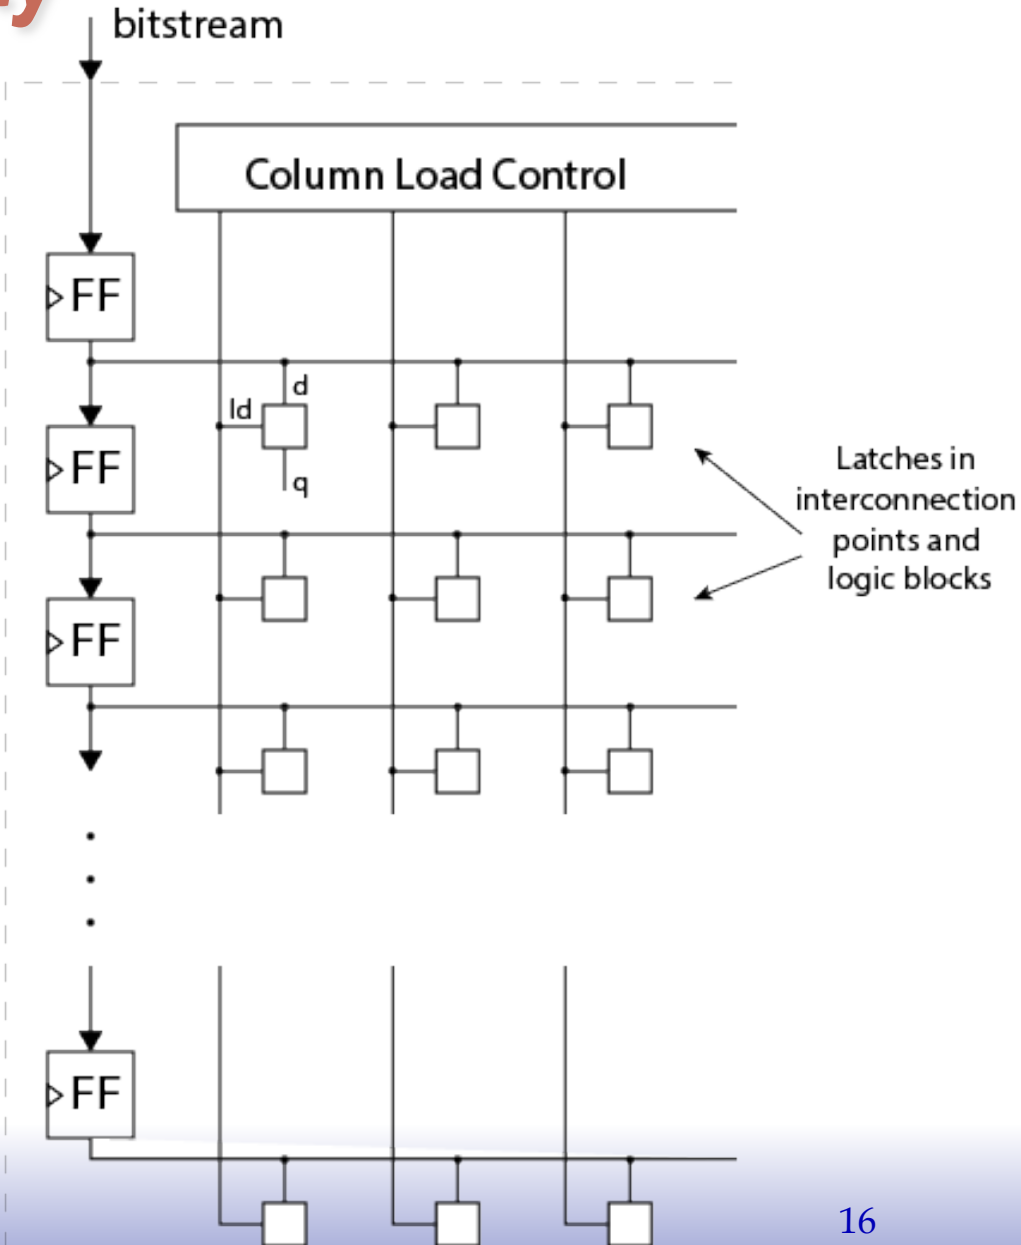 bitstream
Column Load Control
FF
d
ld
FF
q
Latches in
interconnection
points and
logic blocks
FF
FF
16